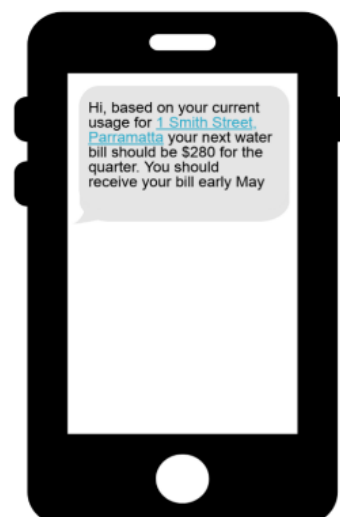 Hi, based on your current
usage for 1 Smith Street,
Parramatta your next water
bill should be $280 for the
quarter. You should
receive your bill early May